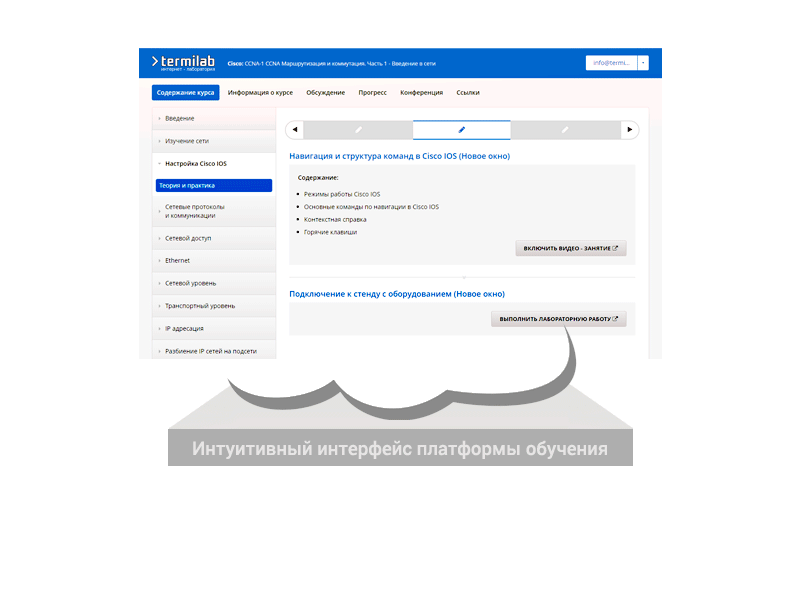 termilab
интернет - лаборатория
Cisco: CCNA-1 CCNA Маршрутизация и коммутация. Часть 1 - Введение в сети
info@termi...
Содержание курса Информация о курсе Обсуждение Прогресс Конференция Ссылки
Введение
Изучение сети
Настройка Cisco IOS
Теория и практика
Сетевые протоколы
и коммуникации
Сетевой доступ
Ethernet
Сетевой уровень
Транспортный уровень
IP адресация
Разбиение IP сетей на подсети
Навигация и структура команд в Cisco IOS (Новое окно)
Содержание:
Режимы работы Cisco IOS
Основные команды по навигации в Cisco IOS
Контекстная справка
Горячие клавиши
ВКЛЮЧИТЬ ВИДЕО - ЗАНЯТИЕ
Подключение к стенду с оборудованием (Новое окно)
ВЫПОЛНИТЬ ЛАБОРАТОРНУЮ РАБОТУ
Интуитивный интерфейс платформы обучения